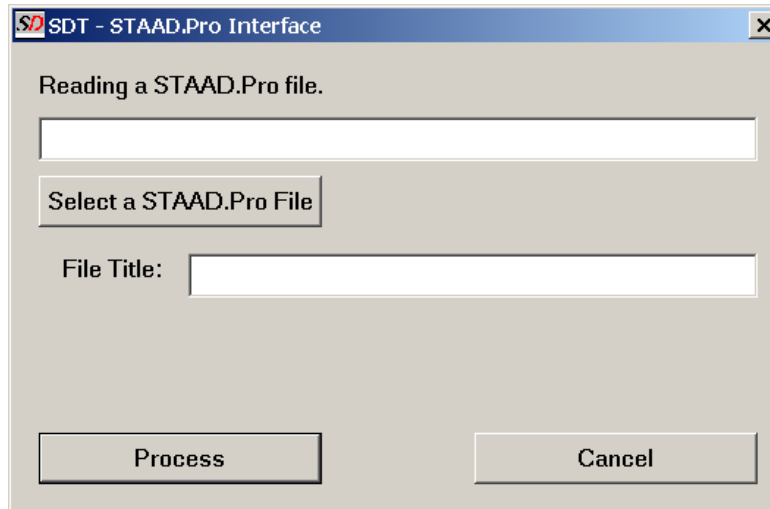 SD SDT - STAAD.Pro Interface
Reading a STAAD.Pro file.
Select a STAAD.Pro File
File Title:
Process Cancel